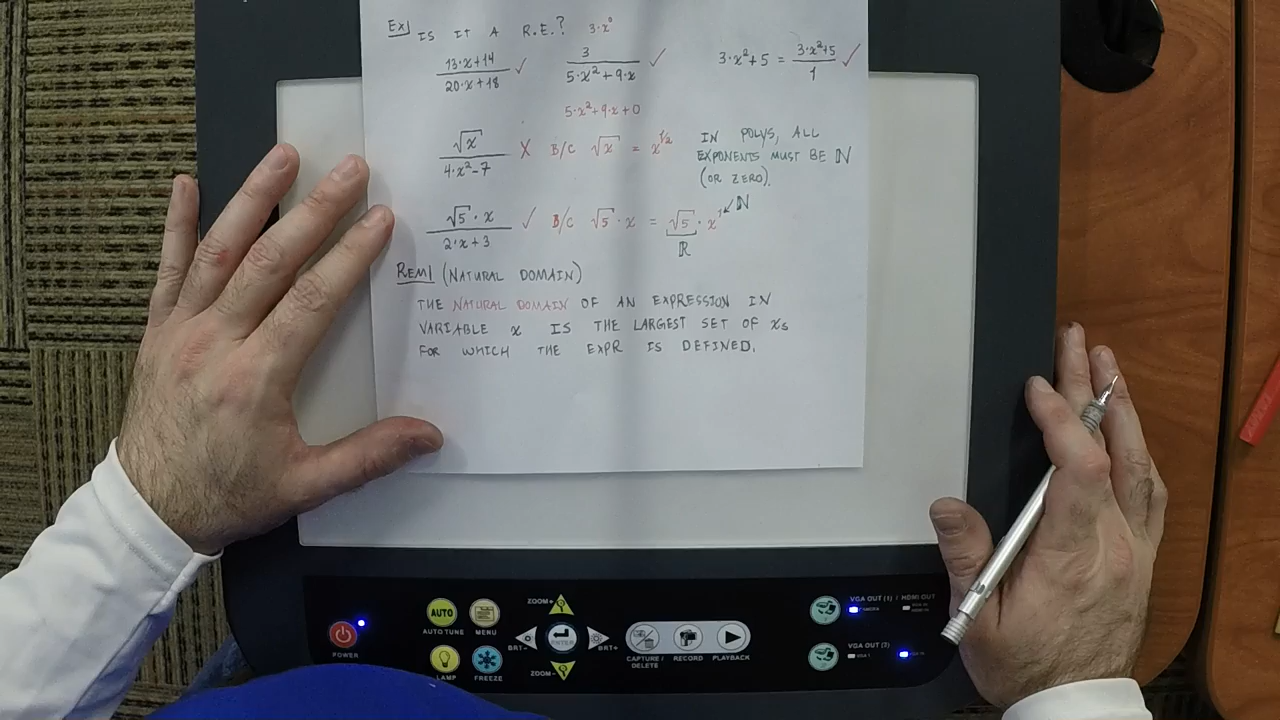 Ex] IS IT A R.E.? 3·x⁰
(13·x+14)/(20·x+18) ✓ 3/(5·x²+9·x) ✓ 3·x²+5 = (3·x²+5)/1 ✓
5·x²+9·x+0
√x/(4·x²-7) X B/C √x = x^(1/2) IN POLYS, ALL
EXPONENTS MUST BE ℕ
(OR ZERO).
(√5·x)/(2·x+3) ✓ B/C √5·x = √5·x¹ ↙ ℕ
ℝ
REM] (NATURAL DOMAIN)
THE NATURAL DOMAIN OF AN EXPRESSION IN
VARIABLE x IS THE LARGEST SET OF xs
FOR WHICH THE EXPR IS DEFINED.
AUTO MENU ZOOM+
AUTO TUNE MENU
BRT- ENTER BRT+
POWER LAMP FREEZE ZOOM-
CAPTURE / DELETE RECORD PLAYBACK
VGA OUT (1) / HDMI OUT
VGA OUT (2)